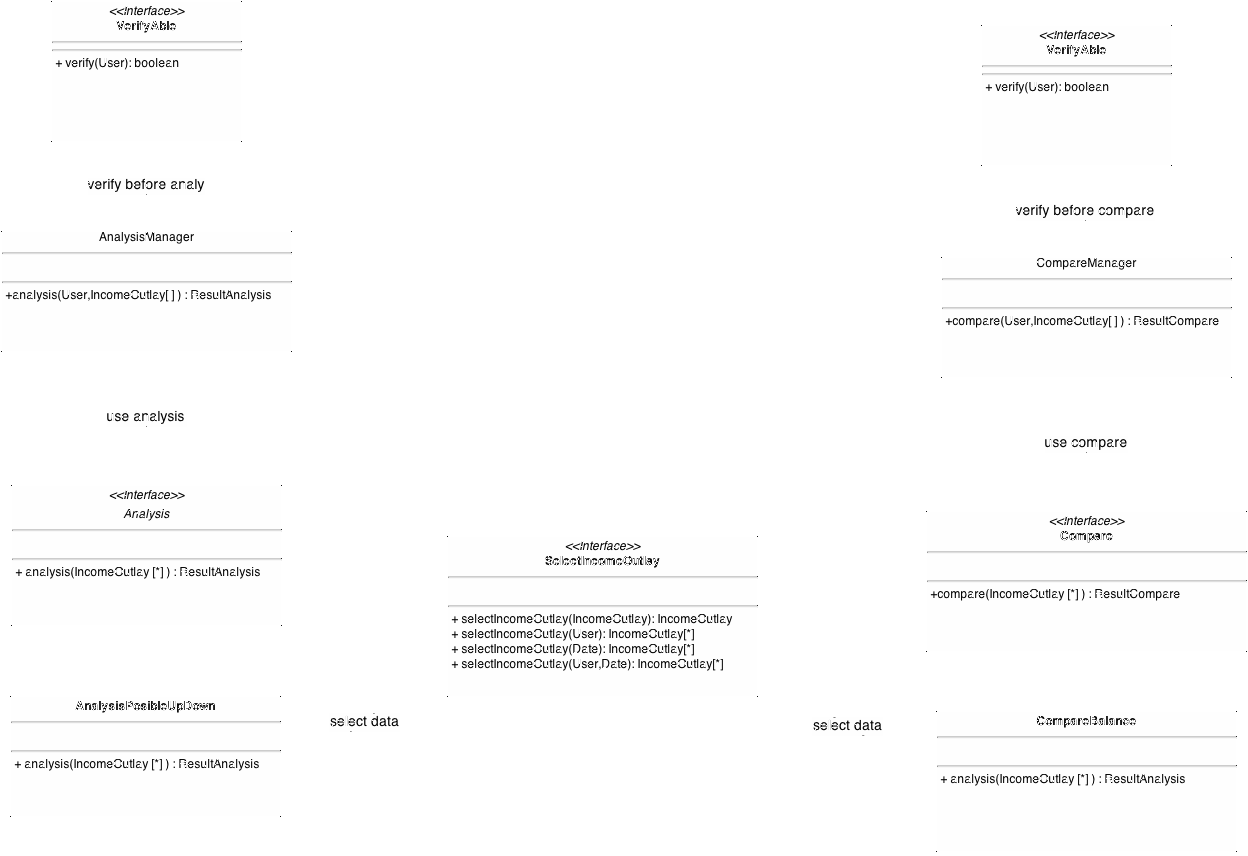 <<Interface>>
VerifyAble
+ verify(User): boolean
verify before analy
AnalysisManager
+analysis(User,IncomeOutlay[ ] ) : ResultAnalysis
use analysis
<<Interface>>
Analysis
+ analysis(IncomeOutlay [*] ) : ResultAnalysis
AnalysisPosibleUpDown
+ analysis(IncomeOutlay [*] ) : ResultAnalysis
select data
<<Interface>>
SelectIncomeOutlay
+ selectIncomeOutlay(IncomeOutlay): IncomeOutlay
+ selectIncomeOutlay(User): IncomeOutlay[*]
+ selectIncomeOutlay(Date): IncomeOutlay[*]
+ selectIncomeOutlay(User,Date): IncomeOutlay[*]
select data
<<Interface>>
VerifyAble
+ verify(User): boolean
verify before compare
CompareManager
+compare(User,IncomeOutlay[ ] ) : ResultCompare
use compare
<<Interface>>
Compare
+compare(IncomeOutlay [*] ) : ResultCompare
CompareBalance
+ analysis(IncomeOutlay [*] ) : ResultAnalysis